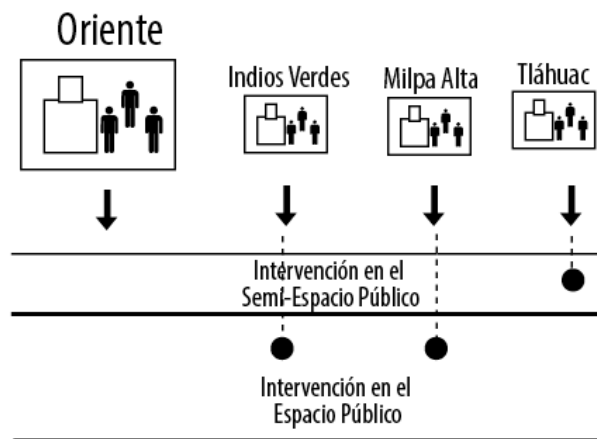 Oriente
Indios Verdes
Milpa Alta
Tláhuac
Intervención en el
Semi-Espacio Público
Intervención en el
Espacio Público